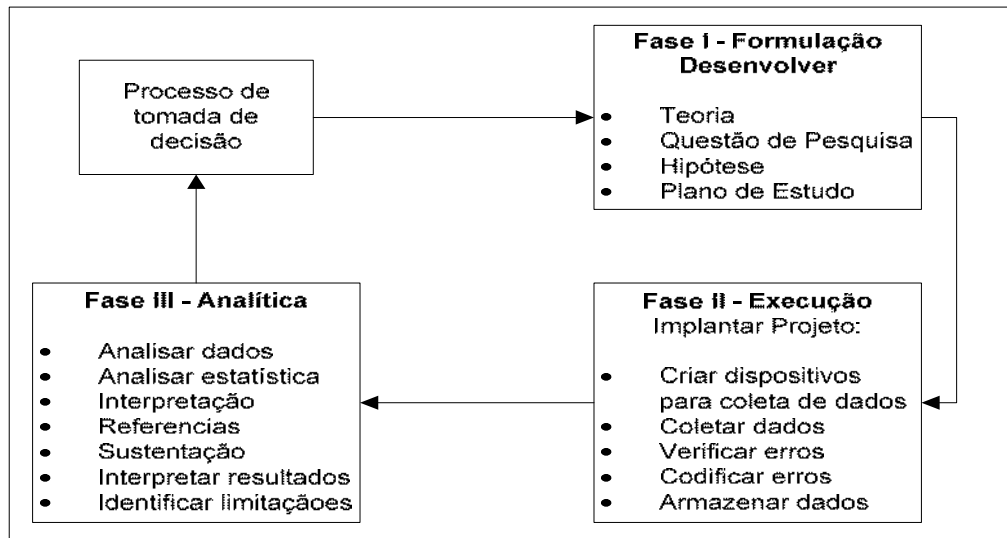 Processo de
tomada de
decisão
Fase I - Formulação
Desenvolver
• Teoria
• Questão de Pesquisa
• Hipótese
• Plano de Estudo
Fase II - Execução
Implantar Projeto:
• Criar dispositivos
para coleta de dados
• Coletar dados
• Verificar erros
• Codificar erros
• Armazenar dados
Fase III - Analítica
• Analisar dados
• Analisar estatística
• Interpretação
• Referencias
• Sustentação
• Interpretar resultados
• Identificar limitaçãoes